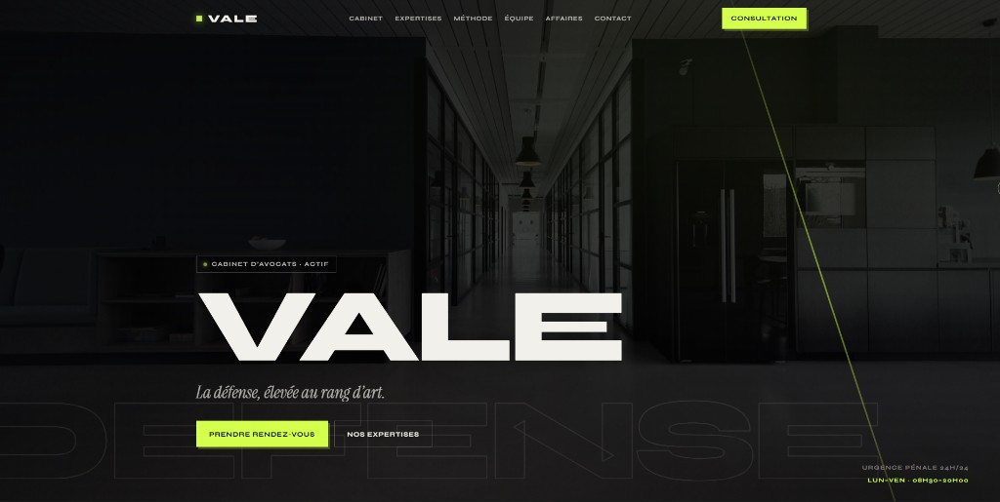 VALE
CABINET EXPERTISES MÉTHODE ÉQUIPE AFFAIRES CONTACT
CONSULTATION
CABINET D'AVOCATS · ACTIF
VALE
La défense, élevée au rang d'art.
DEFENSE
PRENDRE RENDEZ-VOUS
NOS EXPERTISES
URGENCE PÉNALE 24H/24
LUN–VEN · 08H30–20H00